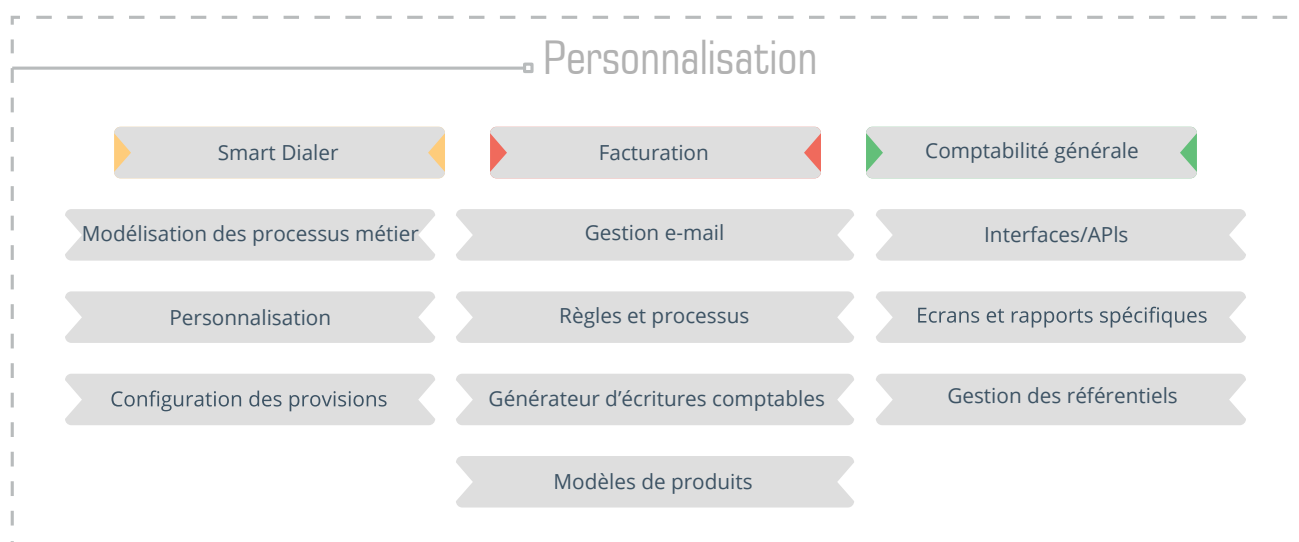 Personnalisation
Smart Dialer
Facturation
Comptabilité générale
Modélisation des processus métier
Gestion e-mail
Interfaces/APIs
Personnalisation
Règles et processus
Ecrans et rapports spécifiques
Configuration des provisions
Générateur d'écritures comptables
Gestion des référentiels
Modèles de produits